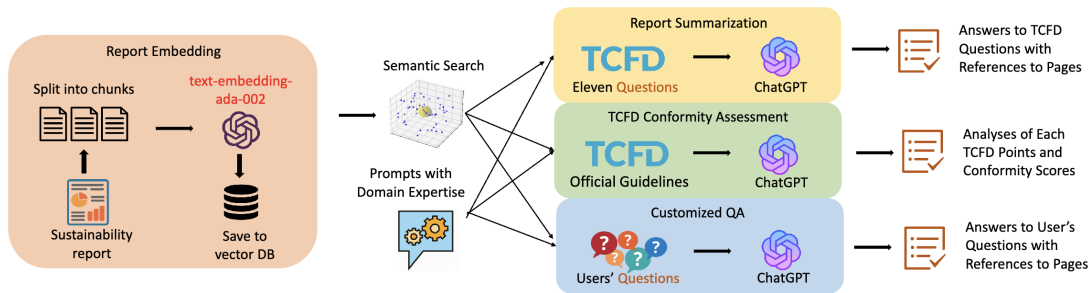 Report Embedding
Split into chunks
text-embedding-
ada-002
Sustainability
report
Save to
vector DB
Semantic Search
Prompts with
Domain Expertise
Report Summarization
TCFD
Eleven Questions
ChatGPT
TCFD Conformity Assessment
TCFD
Official Guidelines
ChatGPT
Customized QA
? ? ? ? ?
Users' Questions
ChatGPT
Answers to TCFD
Questions with
References to Pages
Analyses of Each
TCFD Points and
Conformity Scores
Answers to User's
Questions with
References to Pages